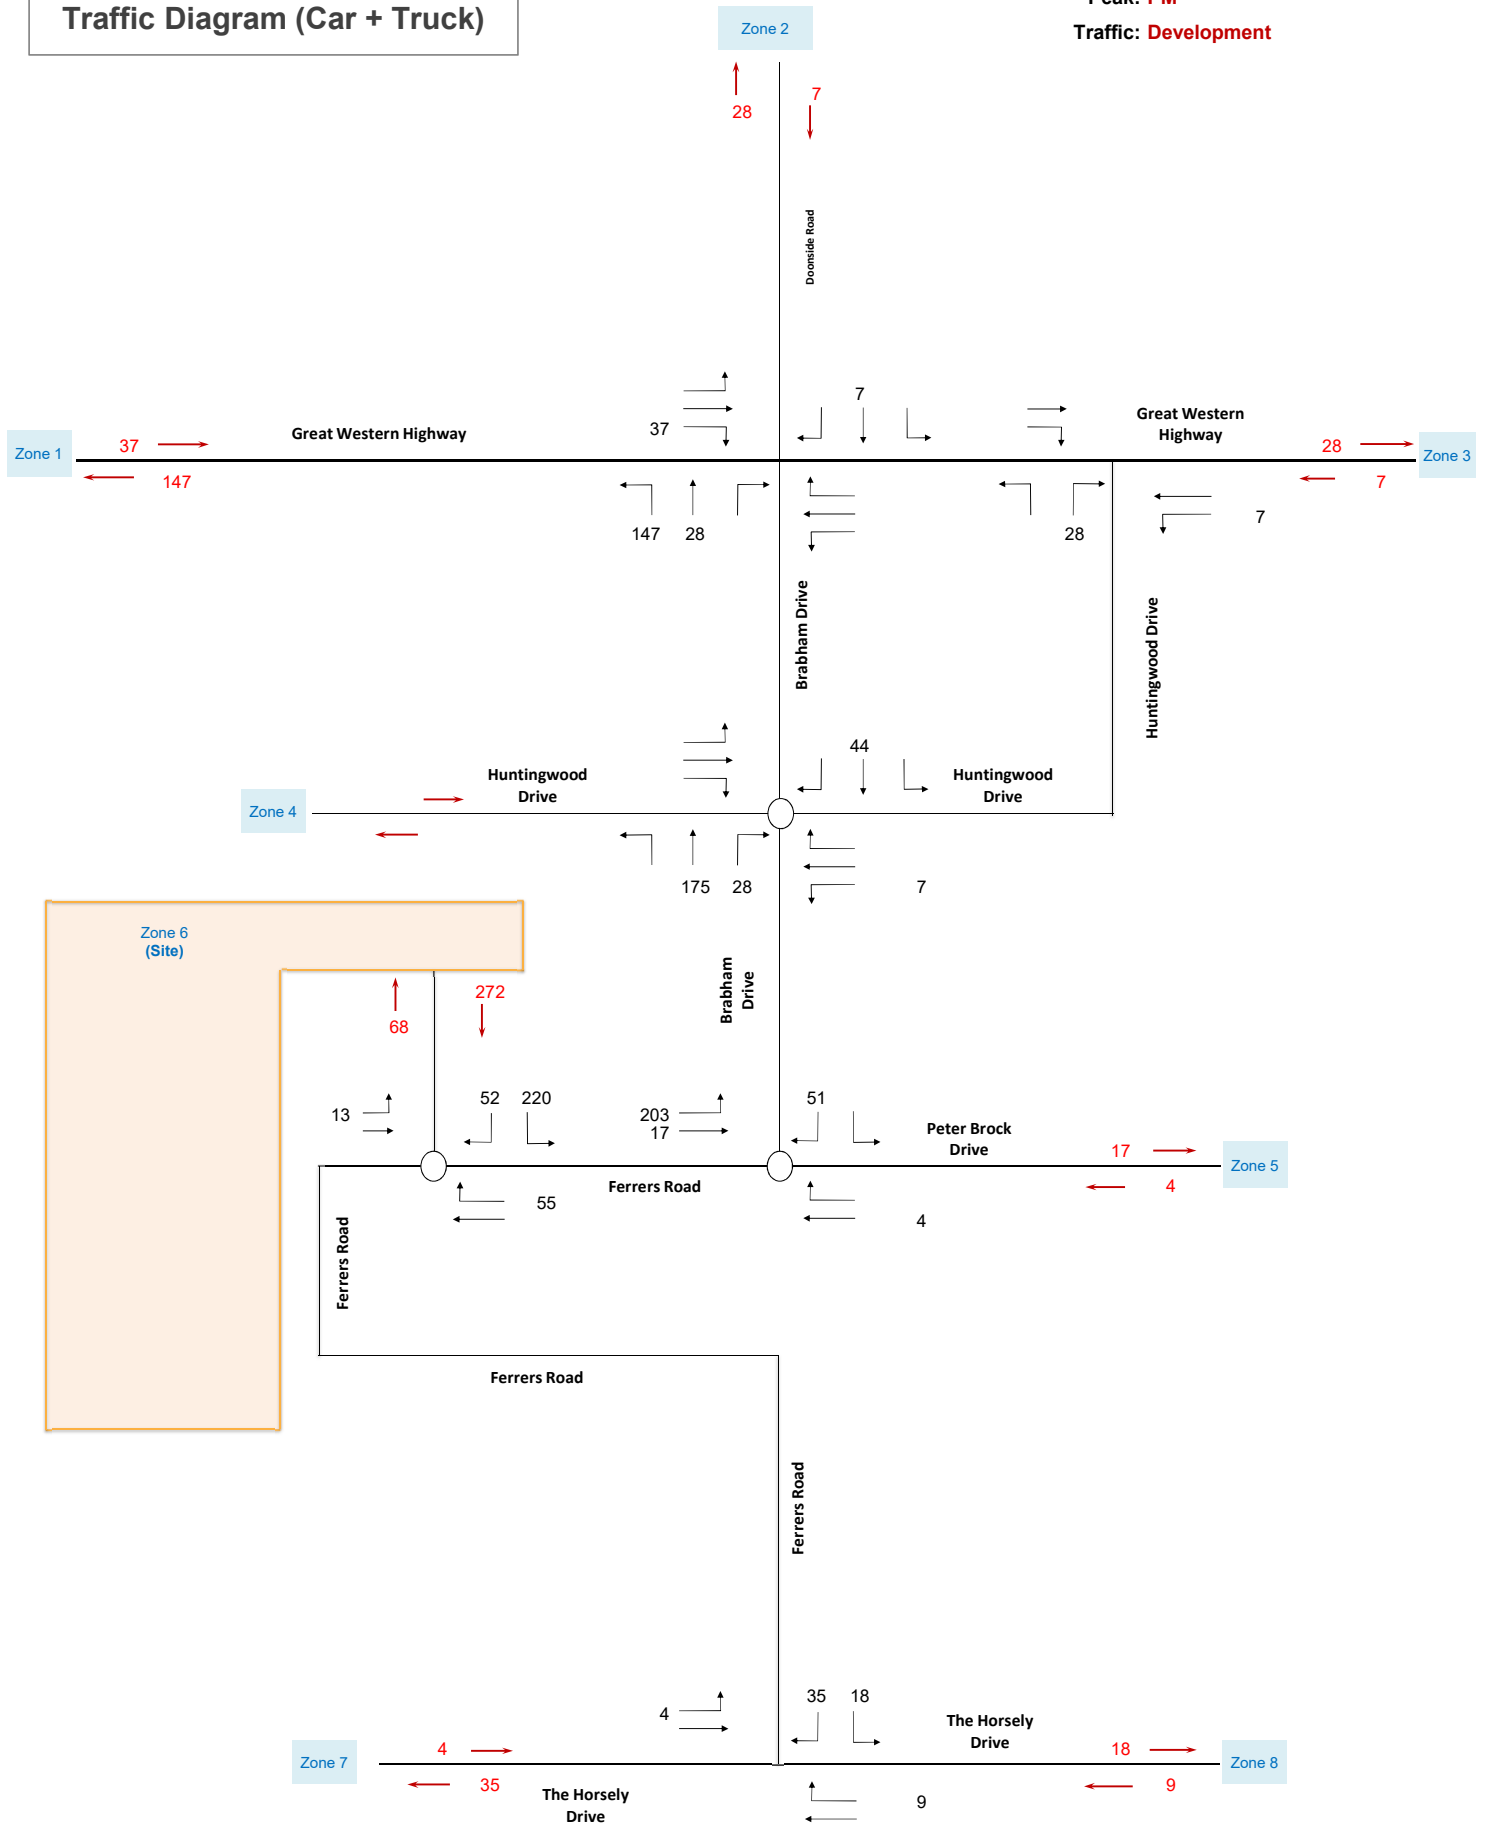 Traffic Diagram (Car + Truck)
Peak: PM
Traffic: Development
Zone 2
28
7
Doonside Road
7
37
Great Western Highway
Great Western
Highway
Zone 1
37
147
28
7
Zone 3
147
28
28
7
Brabham Drive
Huntingwood Drive
44
Huntingwood
Drive
Huntingwood
Drive
Zone 4
175
28
7
Zone 6
(Site)
Brabham
Drive
272
68
13
52
220
203
17
51
Peter Brock
Drive
17
4
Zone 5
55
Ferrers Road
4
Ferrers Road
Ferrers Road
Ferrers Road
4
35
18
The Horsely
Drive
Zone 7
4
35
18
9
Zone 8
The Horsely
Drive
9